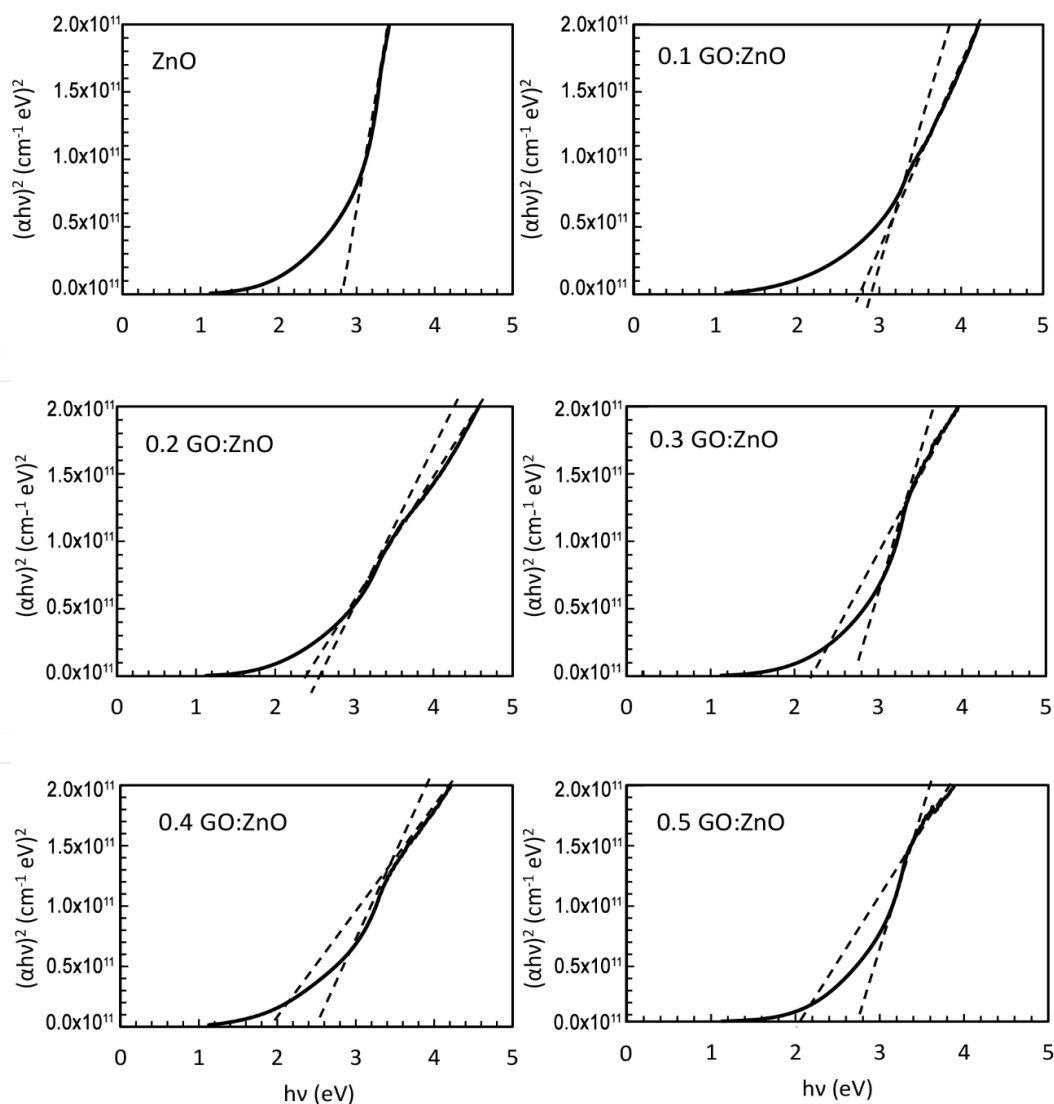 ZnO
(αhν)² (cm⁻¹ eV)²
2.0x10¹¹
1.5x10¹¹
1.0x10¹¹
0.5x10¹¹
0.0x10¹¹
0 1 2 3 4 5
0.1 GO:ZnO
(αhν)² (cm⁻¹ eV)²
2.0x10¹¹
1.5x10¹¹
1.0x10¹¹
0.5x10¹¹
0.0x10¹¹
0 1 2 3 4 5
0.2 GO:ZnO
(αhν)² (cm⁻¹ eV)²
2.0x10¹¹
1.5x10¹¹
1.0x10¹¹
0.5x10¹¹
0.0x10¹¹
0 1 2 3 4 5
0.3 GO:ZnO
(αhν)² (cm-¹ eV)²
2.0x10¹¹
1.5x10¹¹
1.0x10¹¹
0.5x10¹¹
0.0x10¹¹
0 1 2 3 4 5
0.4 GO:ZnO
(αhν)² (cm⁻¹ eV)²
2.0x10¹¹
1.5x10¹¹
1.0x10¹¹
0.5x10¹¹
0.0x10¹¹
0 1 2 3 4 5
hν (eV)
0.5 GO:ZnO
(αhν)² (cm⁻¹ eV)²
2.0x10¹¹
1.5x10¹¹
1.0x10¹¹
0.5x10¹¹
0.0x10¹¹
0 1 2 3 4 5
hν (eV)